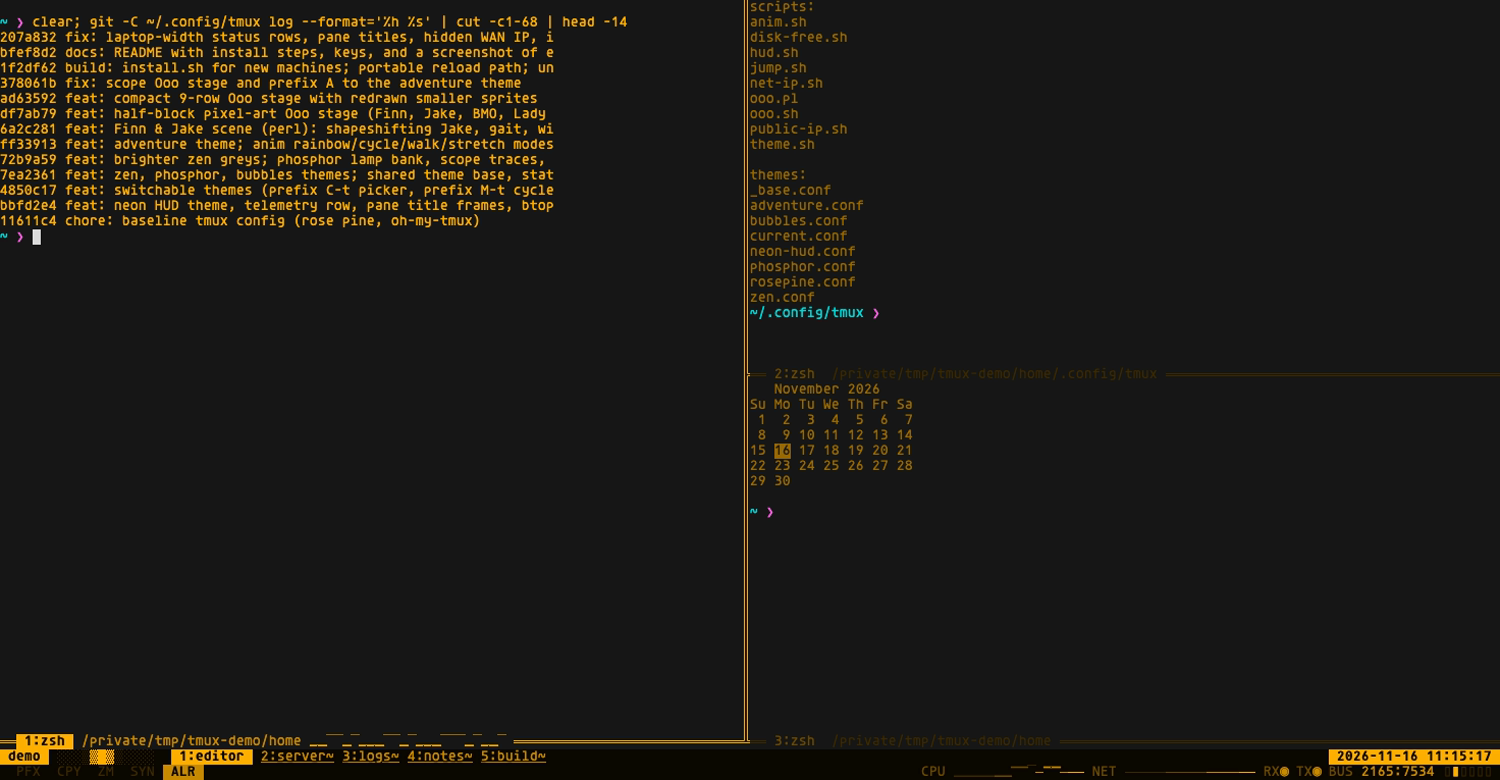 ~ ❯ clear; git -C ~/.config/tmux log --format='%h %s' | cut -c1-68 | head -14
207a832 fix: laptop-width status rows, pane titles, hidden WAN IP, i
bfef8d2 docs: README with install steps, keys, and a screenshot of e
1f2df62 build: install.sh for new machines; portable reload path; un
378061b fix: scope Ooo stage and prefix A to the adventure theme
ad63592 feat: compact 9-row Ooo stage with redrawn smaller sprites
df7ab79 feat: half-block pixel-art Ooo stage (Finn, Jake, BMO, Lady
6a2c281 feat: Finn & Jake scene (perl): shapeshifting Jake, gait, wi
ff33913 feat: adventure theme; anim rainbow/cycle/walk/stretch modes
72b9a59 feat: brighter zen greys; phosphor lamp bank, scope traces,
7ea2361 feat: zen, phosphor, bubbles themes; shared theme base, stat
4850c17 feat: switchable themes (prefix C-t picker, prefix M-t cycle
bbfd2e4 feat: neon HUD theme, telemetry row, pane title frames, btop
11611c4 chore: baseline tmux config (rose pine, oh-my-tmux)
~ ❯
scripts:
anim.sh
disk-free.sh
hud.sh
jump.sh
net-ip.sh
ooo.pl
ooo.sh
public-ip.sh
theme.sh
themes:
_base.conf
adventure.conf
bubbles.conf
current.conf
neon-hud.conf
phosphor.conf
rosepine.conf
zen.conf
~/.config/tmux ❯
2:zsh /private/tmp/tmux-demo/home/.config/tmux
November 2026
Su Mo Tu We Th Fr Sa
1 2 3 4 5 6 7
8 9 10 11 12 13 14
15 16 17 18 19 20 21
22 23 24 25 26 27 28
29 30
~ ❯
1:zsh /private/tmp/tmux-demo/home
3:zsh /private/tmp/tmux-demo/home
demo 1:editor 2:server~ 3:logs~ 4:notes~ 5:build~ 2026-11-16 11:15:17
PFX CPY ZM SYN ALR CPU NET RX TX BUS 2165:7534